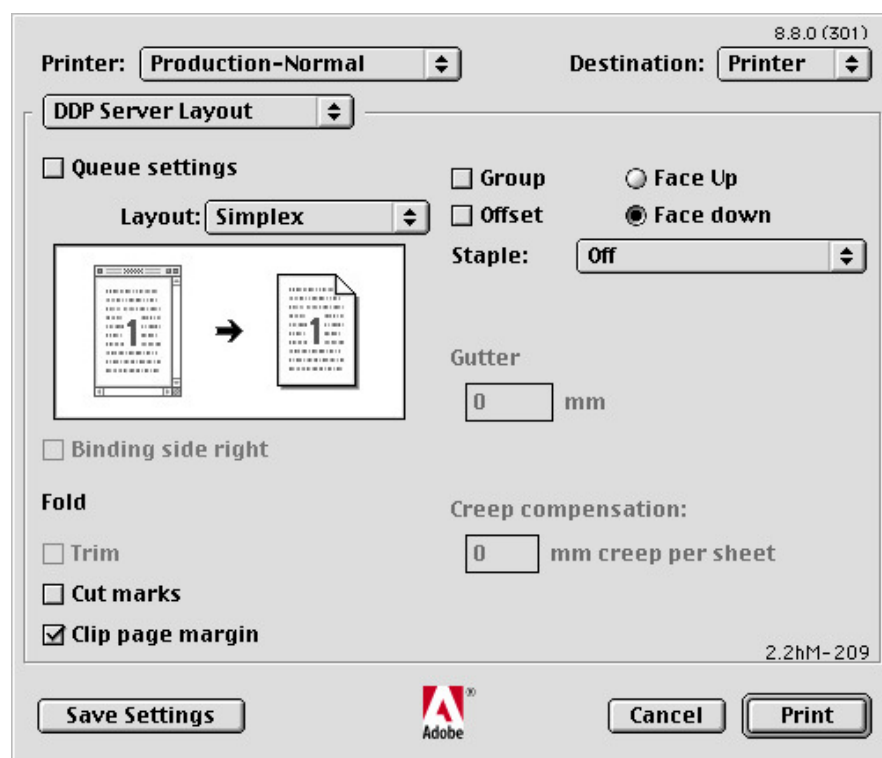 8.8.0 (301)
Printer: Production-Normal Destination: Printer
DDP Server Layout
Queue settings
Group Face Up
Layout: Simplex
Offset Face down
Staple: Off
1 1
Gutter
0 mm
Binding side right
Fold
Creep compensation:
Trim
0 mm creep per sheet
Cut marks
Clip page margin
2.2hM-209
Save Settings
Adobe ®
Cancel Print